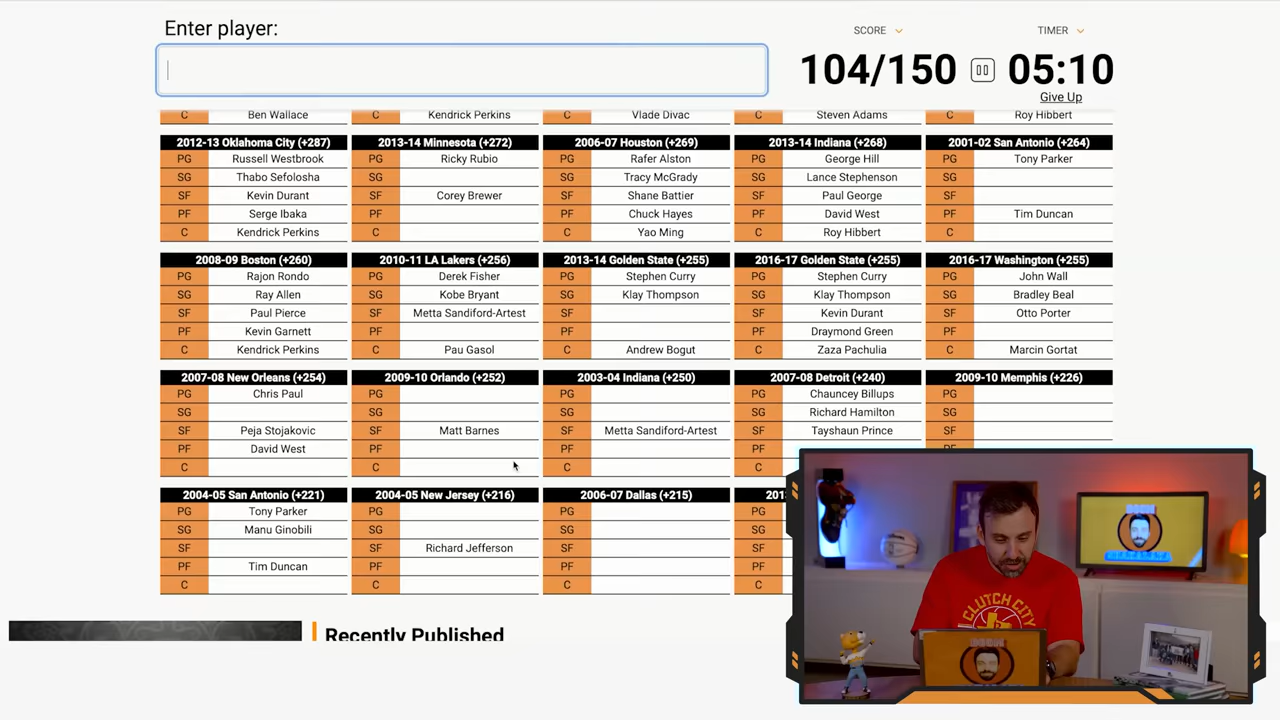 Enter player:
SCORE
TIMER
104/150
05:10
Give Up
C Ben Wallace C Kendrick Perkins C Vlade Divac C Steven Adams C Roy Hibbert
2012-13 Oklahoma City (+287) 2013-14 Minnesota (+272) 2006-07 Houston (+269) 2013-14 Indiana (+268) 2001-02 San Antonio (+264)
PG Russell Westbrook PG Ricky Rubio PG Rafer Alston PG George Hill PG Tony Parker
SG Thabo Sefolosha SG SG Tracy McGrady SG Lance Stephenson SG
SF Kevin Durant SF Corey Brewer SF Shane Battier SF Paul George SF
PF Serge Ibaka PF PF Chuck Hayes PF David West PF Tim Duncan
C Kendrick Perkins C C Yao Ming C Roy Hibbert C
2008-09 Boston (+260) 2010-11 LA Lakers (+256) 2013-14 Golden State (+255) 2016-17 Golden State (+255) 2016-17 Washington (+255)
PG Rajon Rondo PG Derek Fisher PG Stephen Curry PG Stephen Curry PG John Wall
SG Ray Allen SG Kobe Bryant SG Klay Thompson SG Klay Thompson SG Bradley Beal
SF Paul Pierce SF Metta Sandiford-Artest SF SF Kevin Durant SF Otto Porter
PF Kevin Garnett PF PF PF Draymond Green PF
C Kendrick Perkins C Pau Gasol C Andrew Bogut C Zaza Pachulia C Marcin Gortat
2007-08 New Orleans (+254) 2009-10 Orlando (+252) 2003-04 Indiana (+250) 2007-08 Detroit (+240) 2009-10 Memphis (+226)
PG Chris Paul PG PG PG Chauncey Billups PG
SG SG SG SG Richard Hamilton SG
SF Peja Stojakovic SF Matt Barnes SF Metta Sandiford-Artest SF Tayshaun Prince SF
PF David West PF PF PF PF
C C C
2004-05 San Antonio (+221) 2004-05 New Jersey (+216) 2006-07 Dallas (+215) 201
PG Tony Parker PG PG PG
SG Manu Ginobili SG SG SG
SF SF Richard Jefferson SF SF
PF Tim Duncan PF PF PF
C C C C
Recently Published
CLUTCH CITY